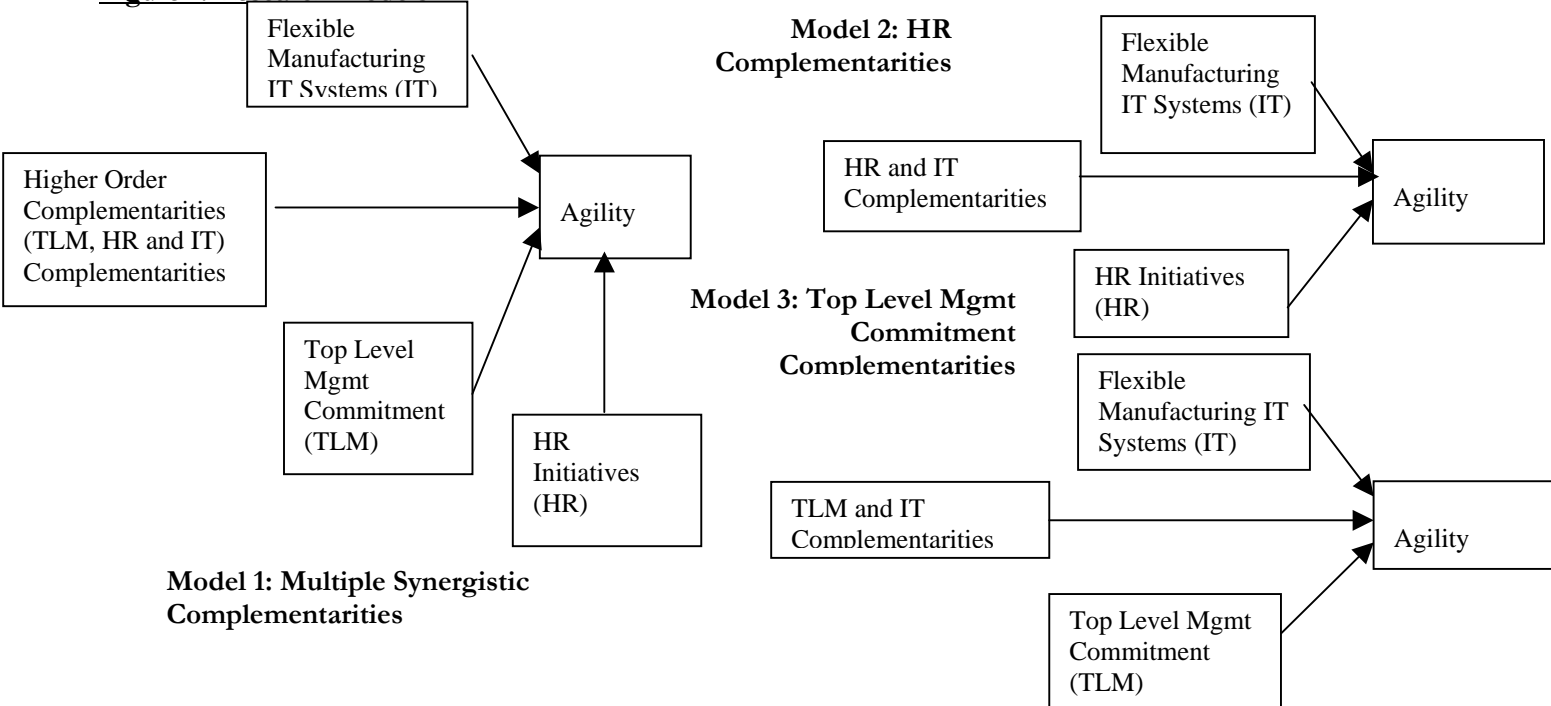 Flexible
Manufacturing
IT Systems (IT)
Higher Order
Complementarities
(TLM, HR and IT)
Complementarities
Agility
Top Level
Mgmt
Commitment
(TLM)
HR
Initiatives
(HR)
Model 1: Multiple Synergistic
Complementarities
Model 2: HR
Complementarities
Flexible
Manufacturing
IT Systems (IT)
HR and IT
Complementarities
Agility
HR Initiatives
(HR)
Model 3: Top Level Mgmt
Commitment
Complementarities
Flexible
Manufacturing IT
Systems (IT)
TLM and IT
Complementarities
Agility
Top Level Mgmt
Commitment
(TLM)